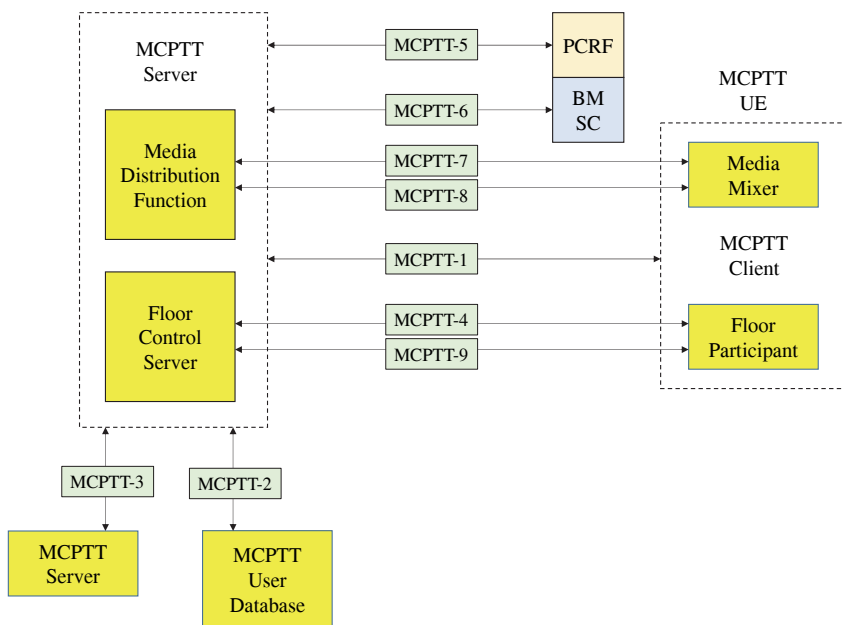 MCPTT
Server
MCPTT-5
PCRF
MCPTT-6
BM
SC
MCPTT
UE
Media
Distribution
Function
MCPTT-7
MCPTT-8
Media
Mixer
MCPTT-1
MCPTT
Client
Floor
Control
Server
MCPTT-4
MCPTT-9
Floor
Participant
MCPTT-3
MCPTT-2
MCPTT
Server
MCPTT
User
Database